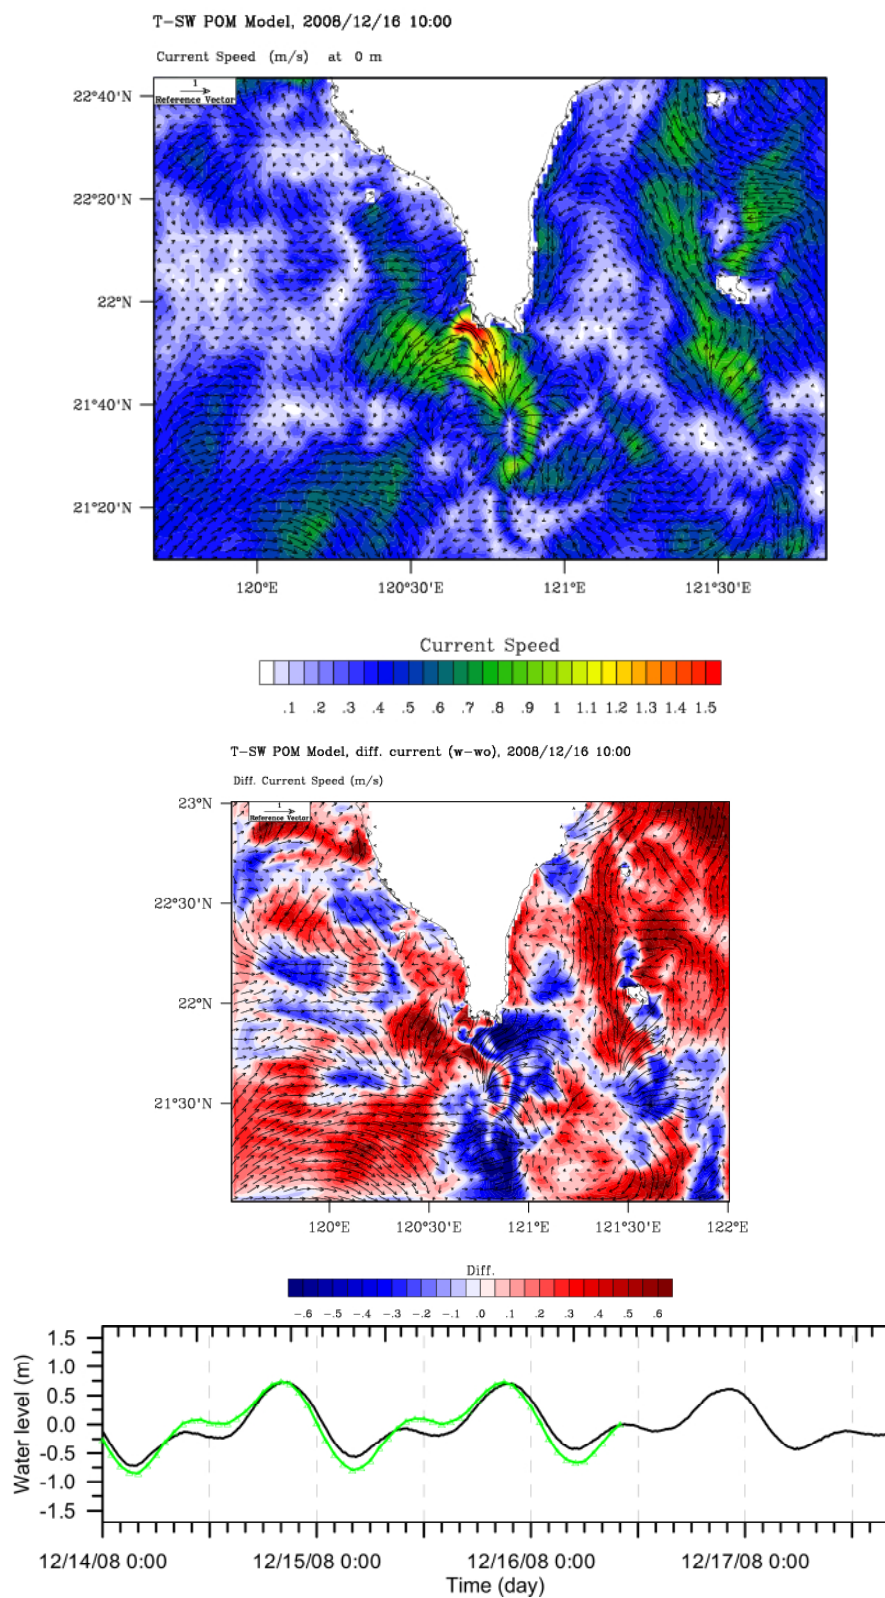 T-SW POM Model, 2008/12/16 10:00
Current Speed (m/s) at 0 m
1
Reference Vector
22°40'N
22°20'N
22°N
21°40'N
21°20'N
120°E 120°30'E 121°E 121°30'E
Current Speed
.1 .2 .3 .4 .5 .6 .7 .8 .9 1 1.1 1.2 1.3 1.4 1.5
T-SW POM Model, diff. current (w-wo), 2008/12/16 10:00
Diff. Current Speed (m/s)
1
Reference Vector
23°N
22°30'N
22°N
21°30'N
120°E 120°30'E 121°E 121°30'E 122°E
Diff.
-.6 -.5 -.4 -.3 -.2 -.1 .0 .1 .2 .3 .4 .5 .6
1.5
1.0
0.5
0.0
-0.5
-1.0
-1.5
Water level (m)
12/14/08 0:00 12/15/08 0:00 12/16/08 0:00 12/17/08 0:00
Time (day)